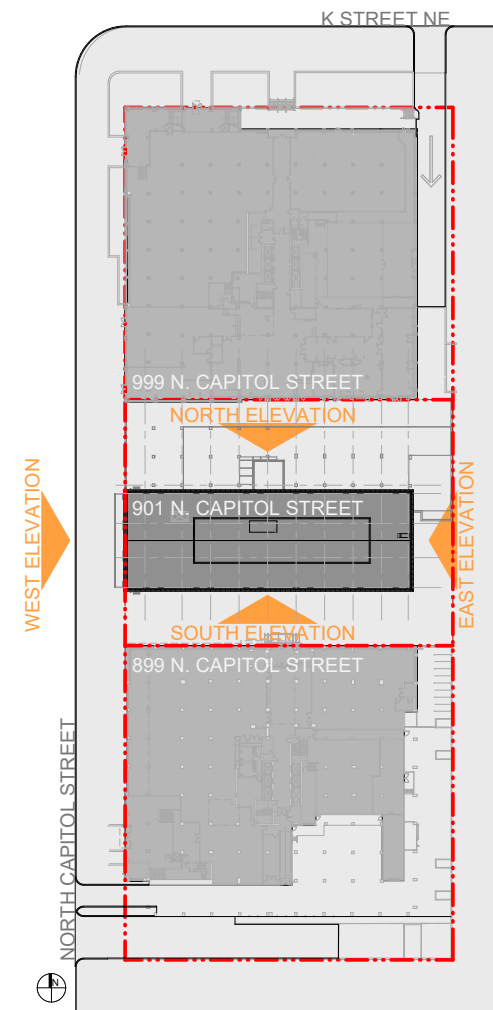 K STREET NE
999 N. CAPITOL STREET
NORTH ELEVATION
901 N. CAPITOL STREET
WEST ELEVATION
EAST ELEVATION
SOUTH ELEVATION
899 N. CAPITOL STREET
NORTH CAPITOL STREET
N